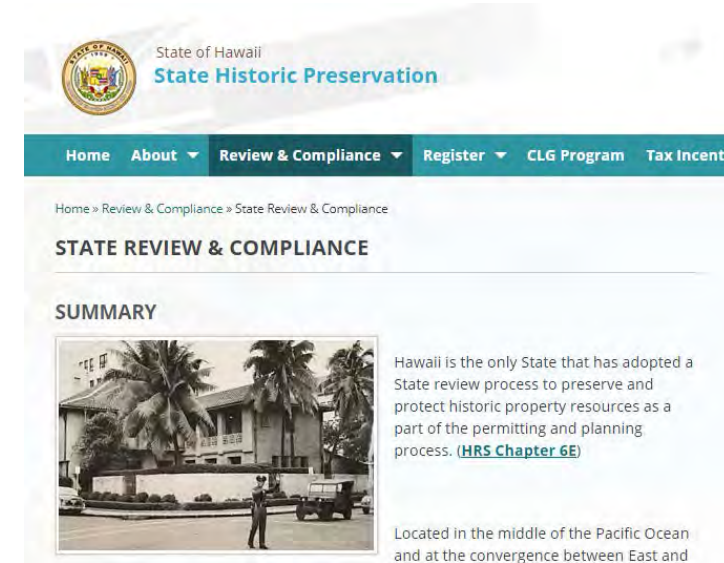 State of Hawaii
State Historic Preservation
Home About Review & Compliance Register CLG Program Tax Incent
Home » Review & Compliance » State Review & Compliance
STATE REVIEW & COMPLIANCE
SUMMARY
Hawaii is the only State that has adopted a
State review process to preserve and
protect historic property resources as a
part of the permitting and planning
process. (HRS Chapter 6E)
Located in the middle of the Pacific Ocean
and at the convergence between East and